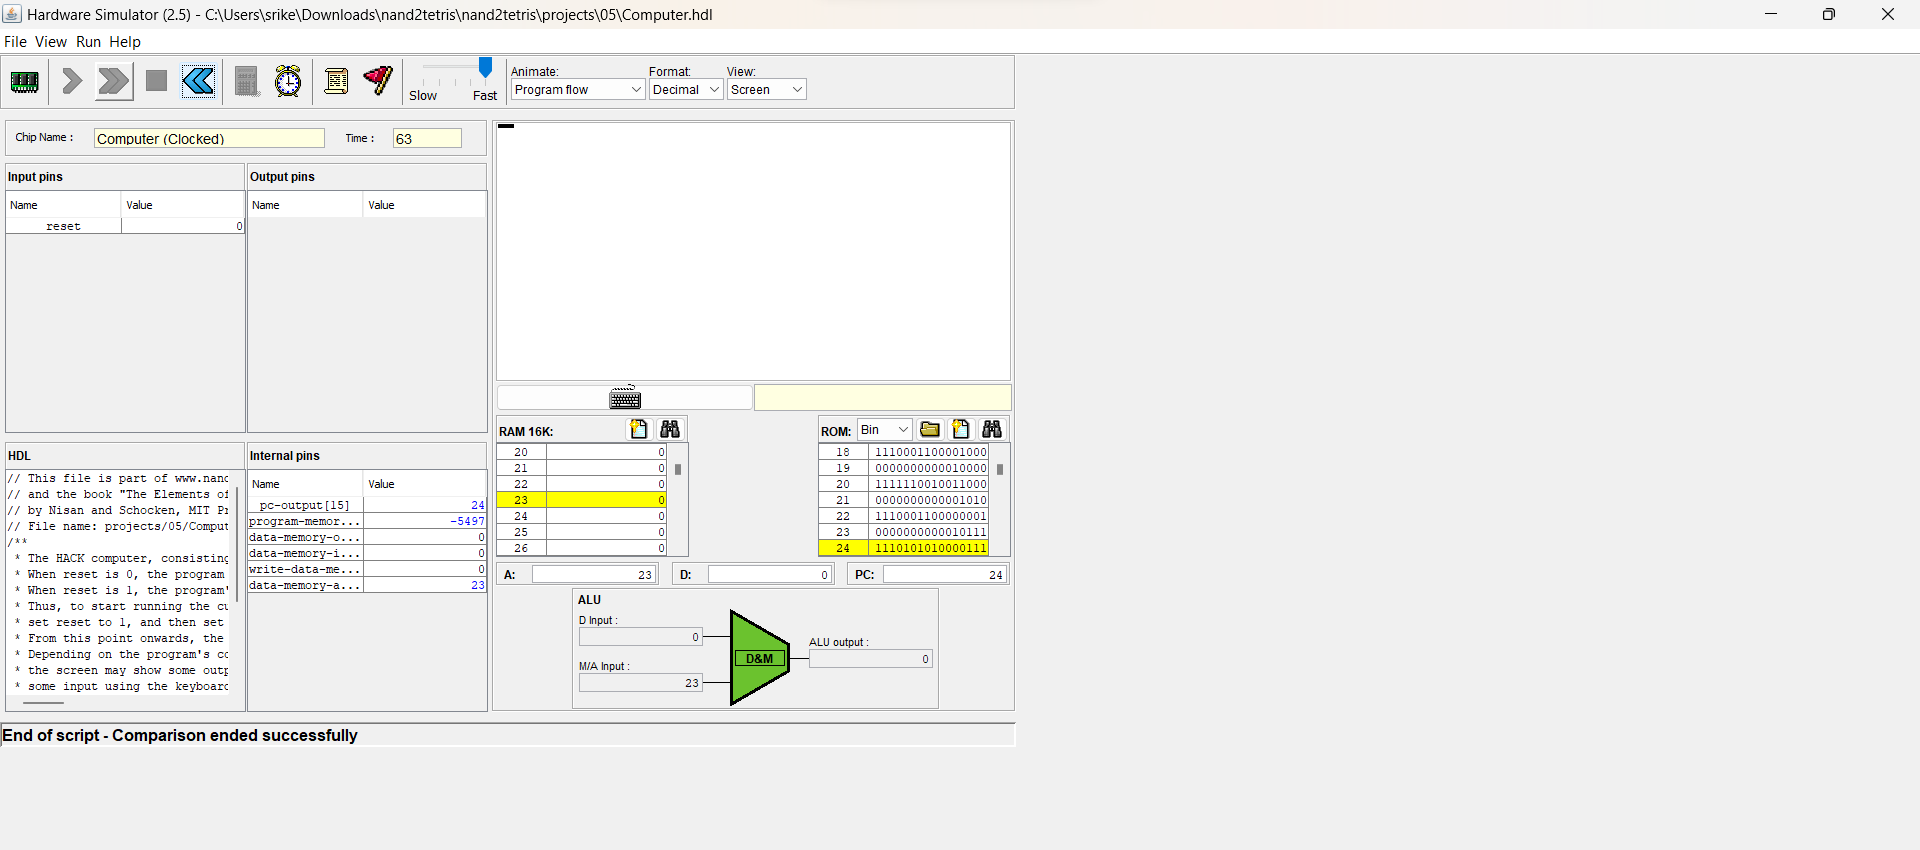 Hardware Simulator (2.5) - C:\Users\srike\Downloads\nand2tetris\nand2tetris\projects\05\Computer.hdl
File View Run Help
Slow Fast
Animate: Format: View:
Program flow Decimal Screen
Chip Name : Computer (Clocked) Time : 63
Input pins
Name Value
reset 0
Output pins
Name Value
HDL
// This file is part of www.nand
// and the book "The Elements of
// by Nisan and Schocken, MIT Pr
// File name: projects/05/Comput
/**
* The HACK computer, consisting
* When reset is 0, the program
* When reset is 1, the program'
* Thus, to start running the cu
* set reset to 1, and then set
* From this point onwards, the
* Depending on the program's co
* the screen may show some outp
* some input using the keyboard
Internal pins
Name Value
pc-output[15] 24
program-memor... -5497
data-memory-o... 0
data-memory-i... 0
write-data-me... 0
data-memory-a... 23
RAM 16K:
20 0
21 0
22 0
23 0
24 0
25 0
26 0
ROM: Bin
18 1110001100001000
19 0000000000010000
20 1111110010011000
21 0000000000001010
22 1110001100000001
23 0000000000010111
24 1110101010000111
A: 23 D: 0 PC: 24
ALU
D Input :
0
M/A Input :
23
D&M
ALU output :
0
End of script - Comparison ended successfully